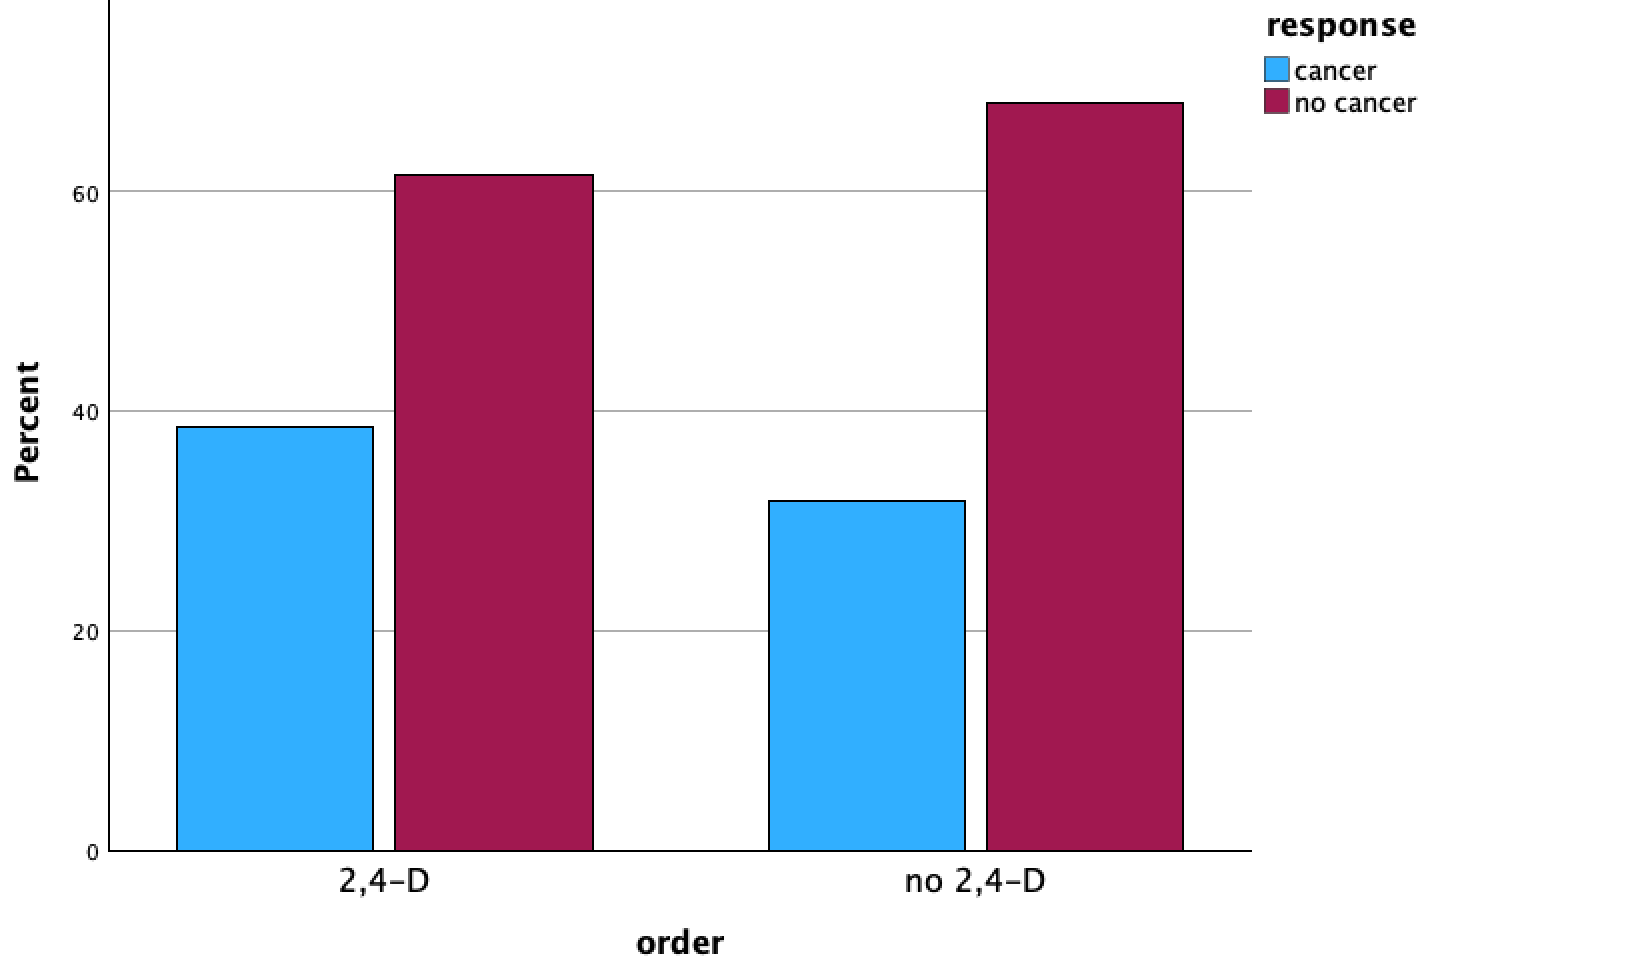 response
cancer
no cancer
60
40
20
0
Percent
2,4-D
no 2,4-D
order